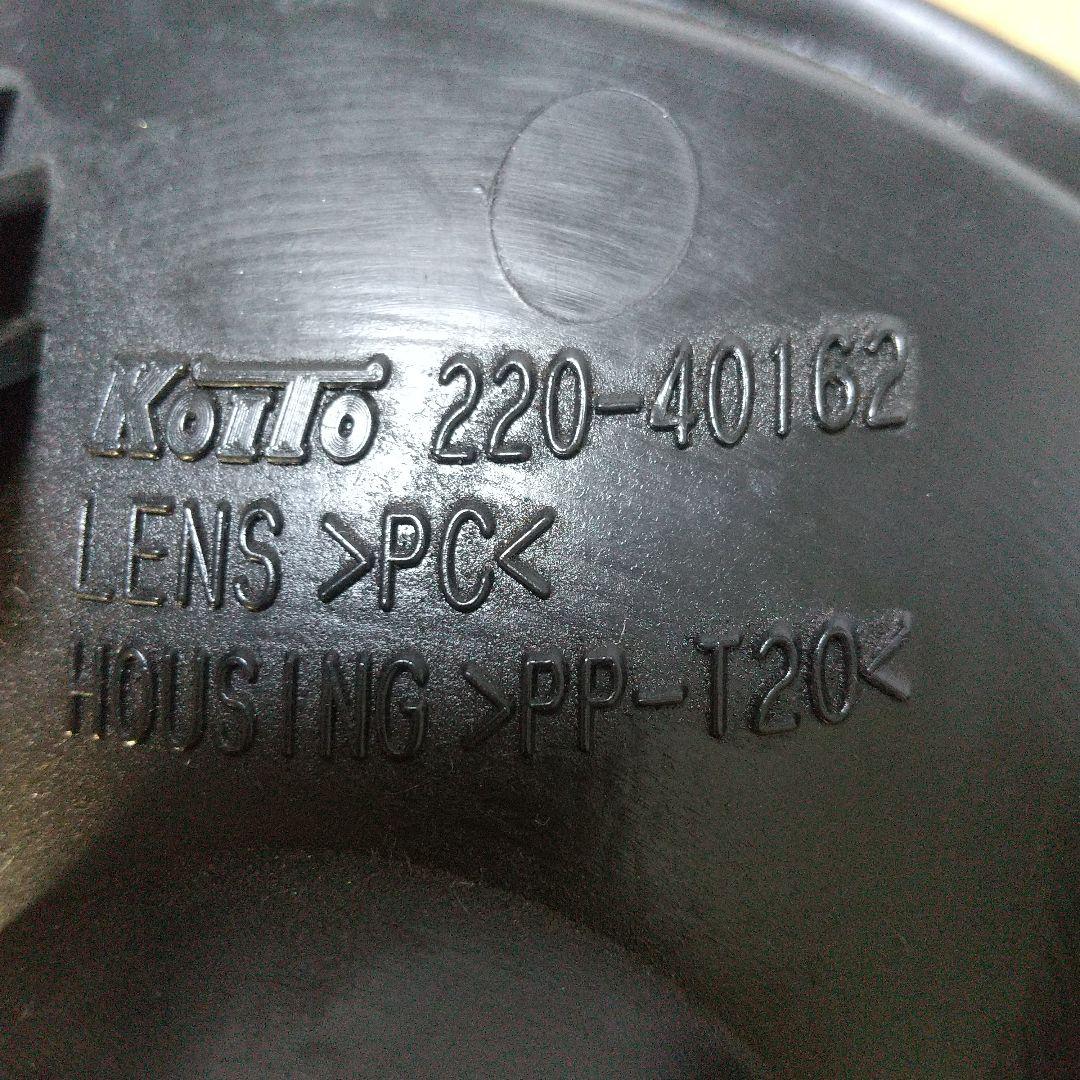 KOITO 220-40162
LENS >PC<
HOUSING >PP-T20<